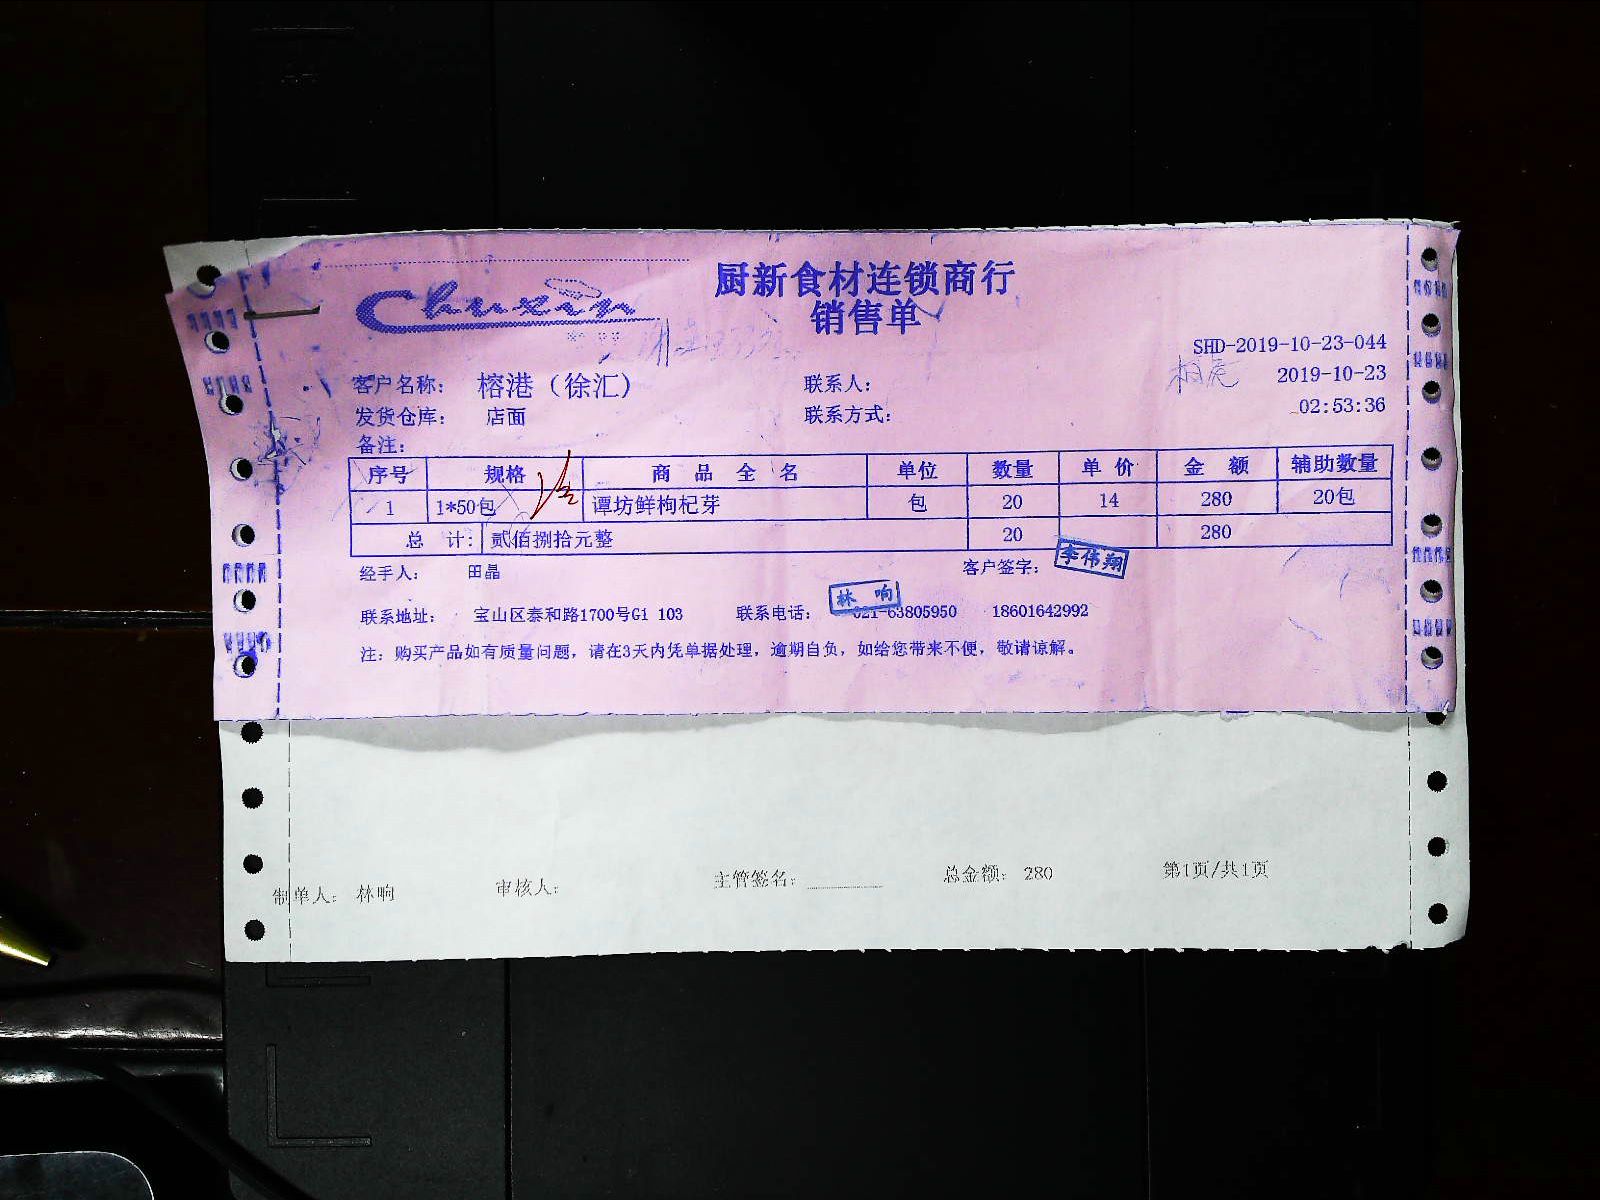 Chuxin
厨新食材连锁商行
销售单
SHD-2019-10-23-044
客户名称： 榕港（徐汇） 联系人： 2019-10-23
发货仓库： 店面 联系方式： 02:53:36
备注：
序号 规格 商品全名 单位 数量 单价 金额 辅助数量
1 1*50包 谭坊鲜枸杞芽 包 20 14 280 20包
总 计： 贰佰捌拾元整 20 280
经手人： 田晶 客户签字： 李伟翔
林响
联系地址： 宝山区泰和路1700号G1 103 联系电话： 021-63805950 18601642992
注：购买产品如有质量问题，请在3天内凭单据处理，逾期自负，如给您带来不便，敬请谅解。
制单人： 林响 审核人： 主管签名： 总金额： 280 第1页/共1页